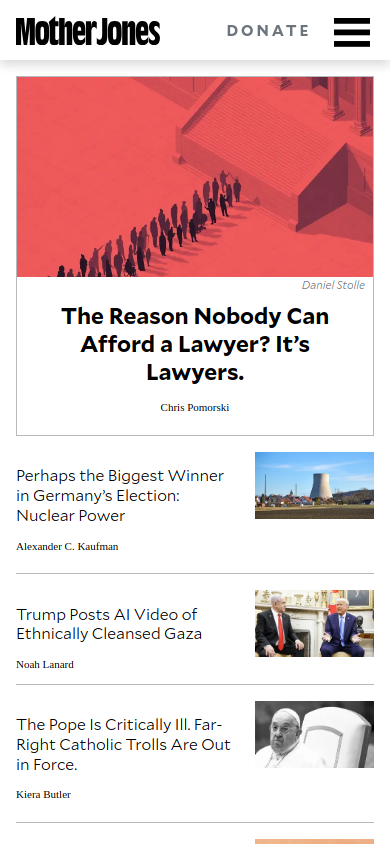 Mother Jones
DONATE
Daniel Stolle
The Reason Nobody Can
Afford a Lawyer? It’s
Lawyers.
Chris Pomorski
Perhaps the Biggest Winner
in Germany’s Election:
Nuclear Power
Alexander C. Kaufman
Trump Posts AI Video of
Ethnically Cleansed Gaza
Noah Lanard
The Pope Is Critically Ill. Far-
Right Catholic Trolls Are Out
in Force.
Kiera Butler